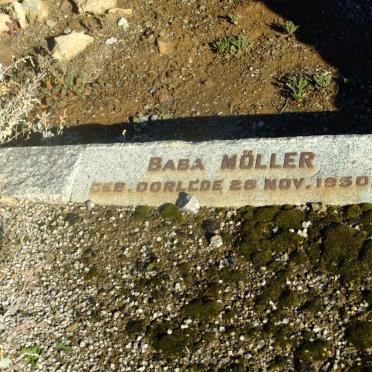 BABA MÖLLER
GEB. OORLEDE 28 NOV. 1950